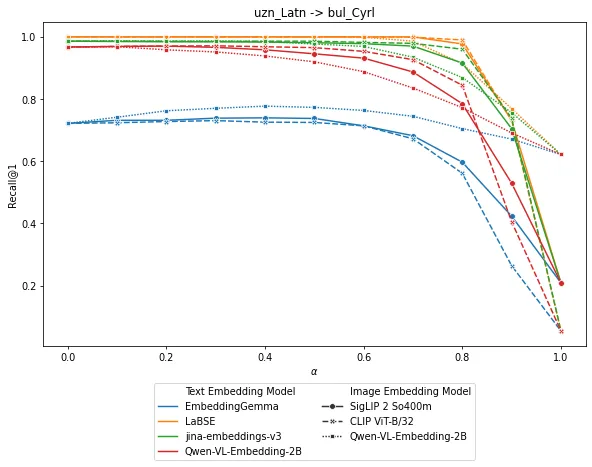 uzn_Latn -> bul_Cyrl
Recall@1
1.0
0.8
0.6
0.4
0.2
0.0 0.2 0.4 0.6 0.8 1.0
α
Text Embedding Model
EmbeddingGemma
LaBSE
jina-embeddings-v3
Qwen-VL-Embedding-2B
Image Embedding Model
SigLIP 2 So400m
CLIP ViT-B/32
Qwen-VL-Embedding-2B